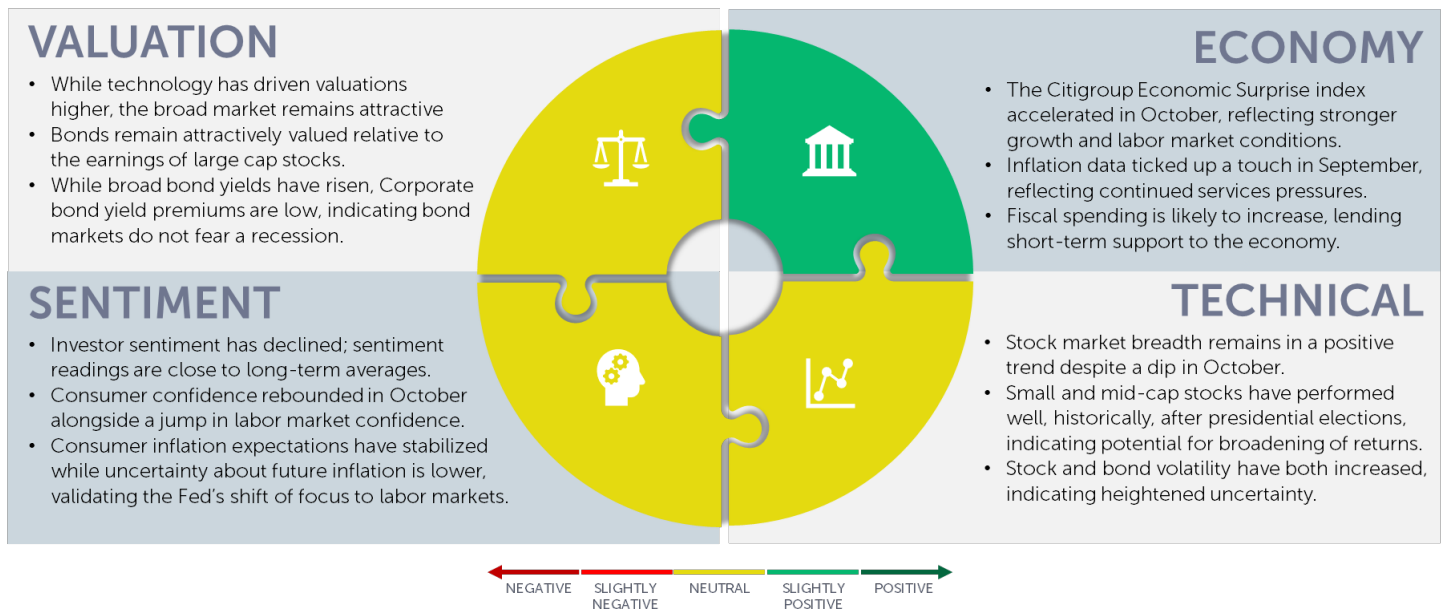 VALUATION
• While technology has driven valuations
higher, the broad market remains attractive
• Bonds remain attractively valued relative to
the earnings of large cap stocks.
• While broad bond yields have risen, Corporate
bond yield premiums are low, indicating bond
markets do not fear a recession.
ECONOMY
• The Citigroup Economic Surprise index
accelerated in October, reflecting stronger
growth and labor market conditions.
• Inflation data ticked up a touch in September,
reflecting continued services pressures.
• Fiscal spending is likely to increase, lending
short-term support to the economy.
SENTIMENT
• Investor sentiment has declined; sentiment
readings are close to long-term averages.
• Consumer confidence rebounded in October
alongside a jump in labor market confidence.
• Consumer inflation expectations have stabilized
while uncertainty about future inflation is lower,
validating the Fed's shift of focus to labor markets.
TECHNICAL
• Stock market breadth remains in a positive
trend despite a dip in October.
• Small and mid-cap stocks have performed
well, historically, after presidential elections,
indicating potential for broadening of returns.
• Stock and bond volatility have both increased,
indicating heightened uncertainty.
NEGATIVE
SLIGHTLY
NEGATIVE
NEUTRAL
SLIGHTLY
POSITIVE
POSITIVE